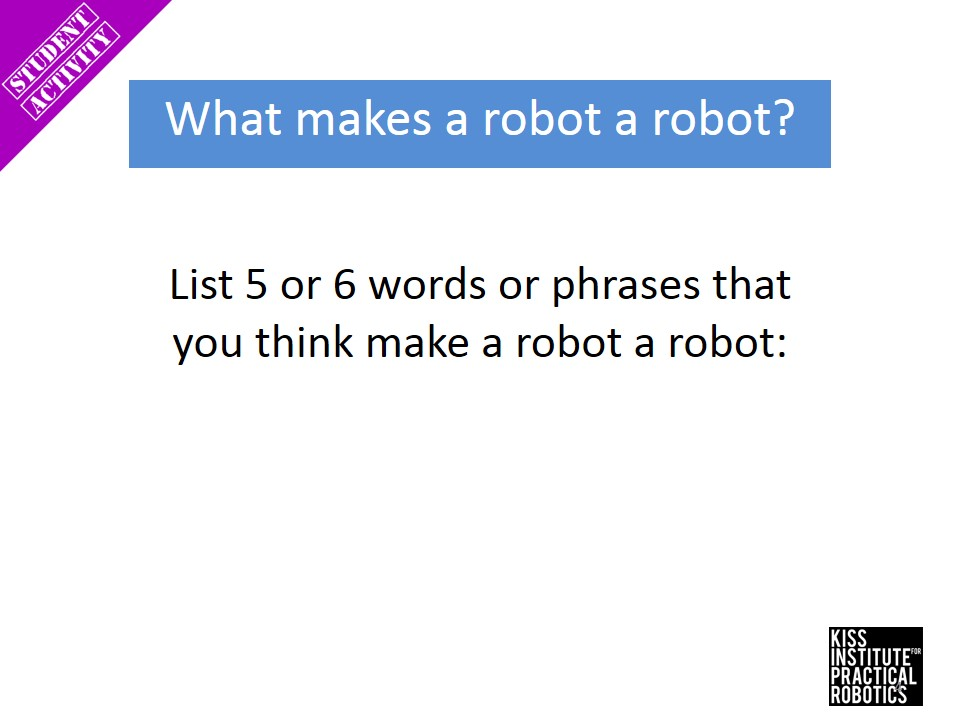 STUDENT
ACTIVITY
What makes a robot a robot?
List 5 or 6 words or phrases that
you think make a robot a robot:
KISS
INSTITUTE FOR
PRACTICAL
ROBOTICS